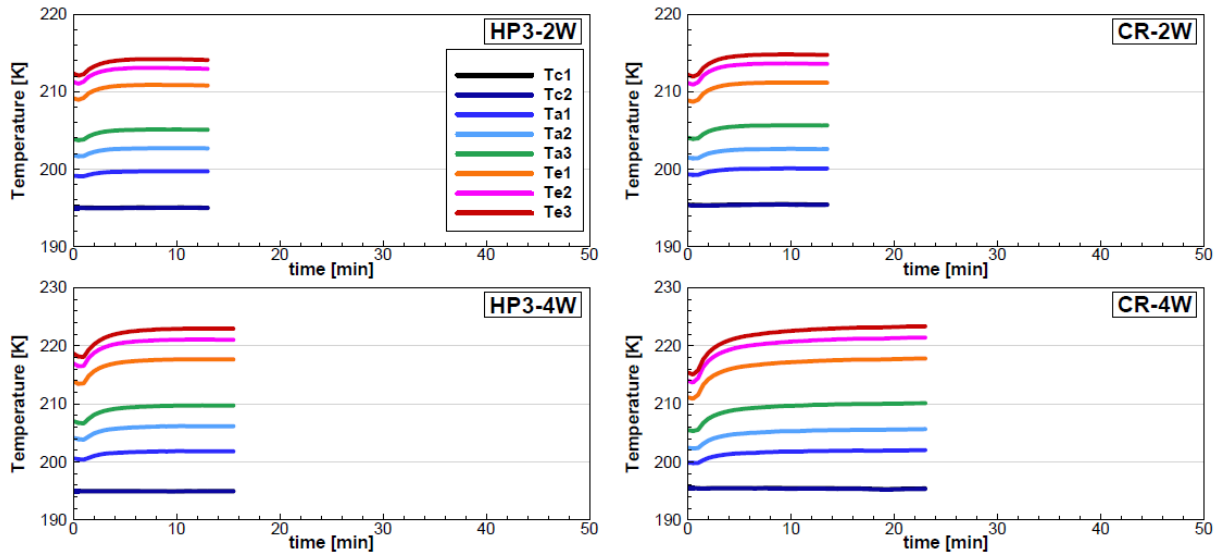 HP3-2W
Temperature [K]
220
210
200
190
0 10 20 30 40 50
time [min]
Tc1
Tc2
Ta1
Ta2
Ta3
Te1
Te2
Te3
CR-2W
Temperature [K]
220
210
200
190
0 10 20 30 40 50
time [min]
HP3-4W
Temperature [K]
230
220
210
200
190
0 10 20 30 40 50
time [min]
CR-4W
Temperature [K]
230
220
210
200
190
0 10 20 30 40 50
time [min]